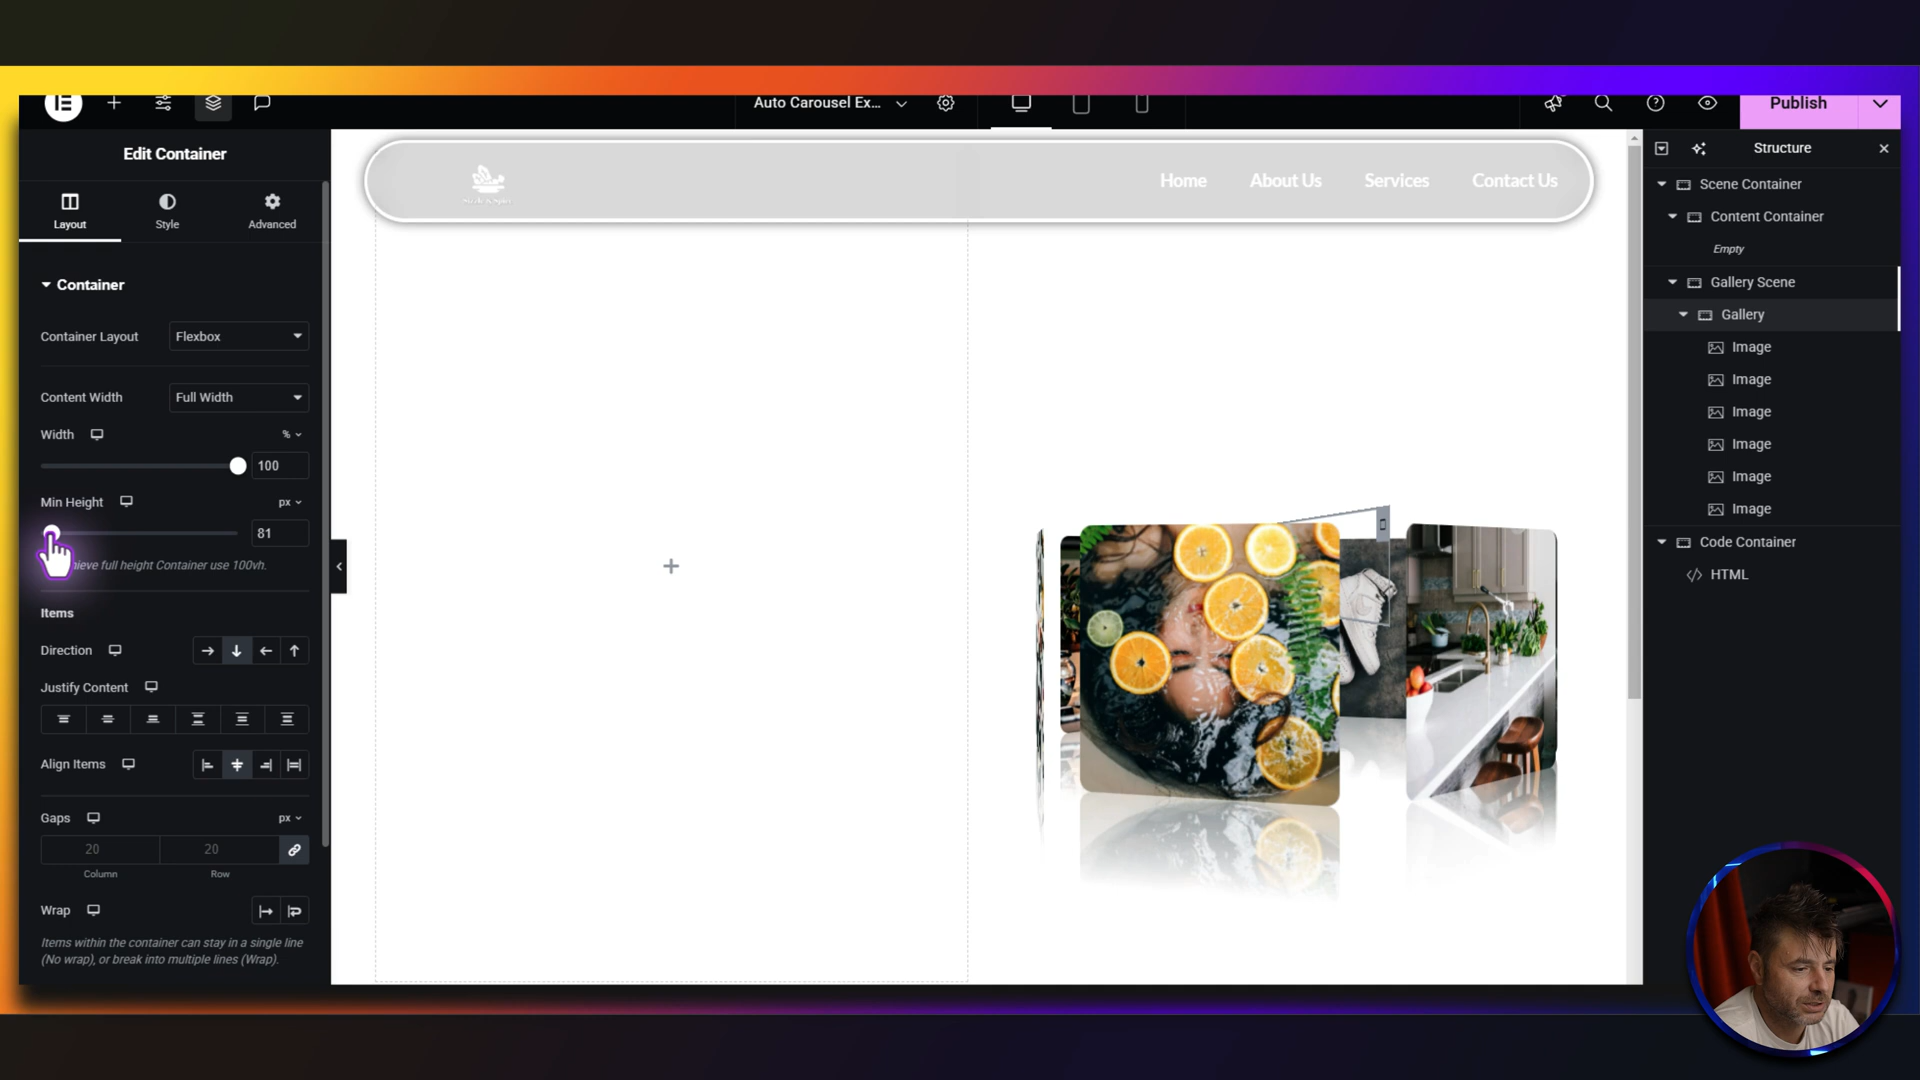 Auto Carousel Ex...
Publish
Edit Container
Layout
Style
Advanced
Container
Container Layout
Flexbox
Content Width
Full Width
Width
%
100
Min Height
px
81
ieve full height Container use 100vh.
Items
Direction
Justify Content
Align Items
Gaps
px
20
20
Column
Row
Wrap
Items within the container can stay in a single line
(No wrap), or break into multiple lines (Wrap).
Home
About Us
Services
Contact Us
Structure
Scene Container
Content Container
Empty
Gallery Scene
Gallery
Image
Image
Image
Image
Image
Image
Code Container
HTML